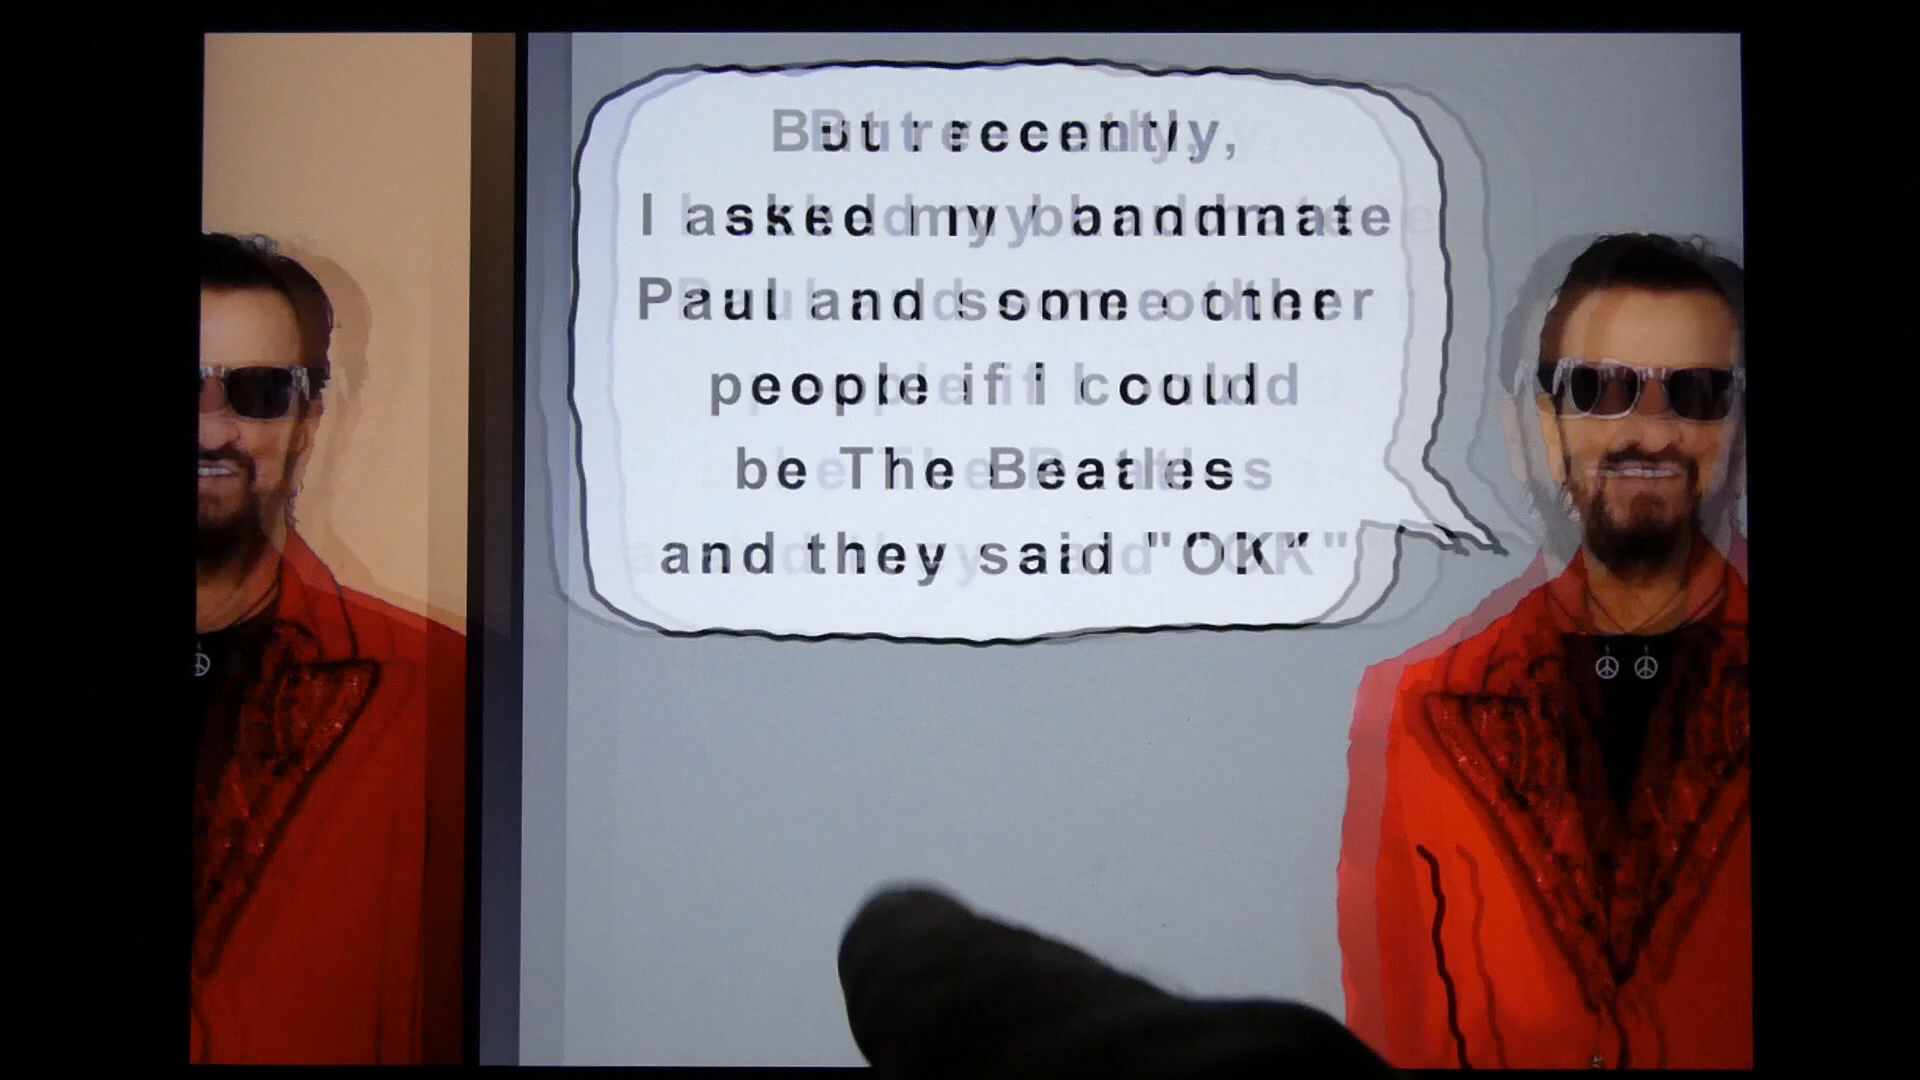 But recently,
I asked my bandmate
Paul and some other
people if I could
be The Beatles
and they said "OK"